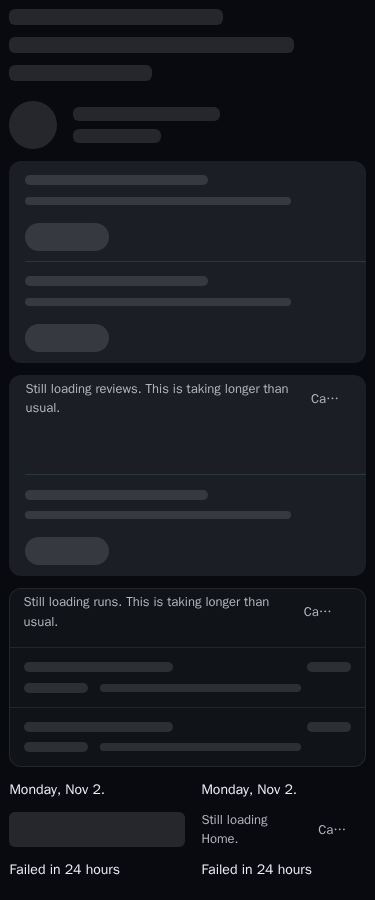 Still loading reviews. This is taking longer than
usual.
Ca···
Still loading runs. This is taking longer than
usual.
Ca···
Monday, Nov 2.
Monday, Nov 2.
Still loading
Home.
Ca···
Failed in 24 hours
Failed in 24 hours